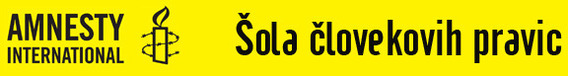 AMNESTY
INTERNATIONAL
Šola človekovih pravic